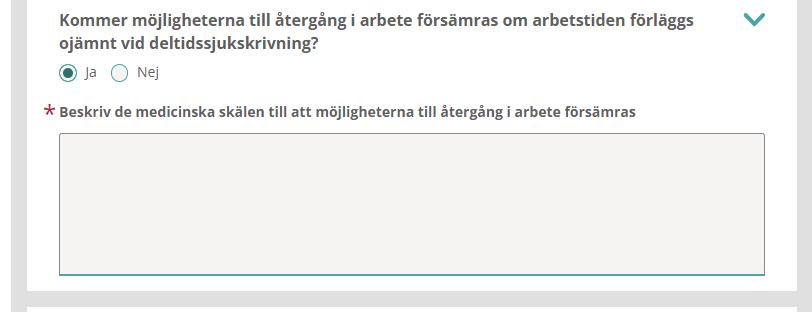 Kommer möjligheterna till återgång i arbete försämras om arbetstiden förläggs
ojämnt vid deltidssjukskrivning?
Ja Nej
* Beskriv de medicinska skälen till att möjligheterna till återgång i arbete försämras